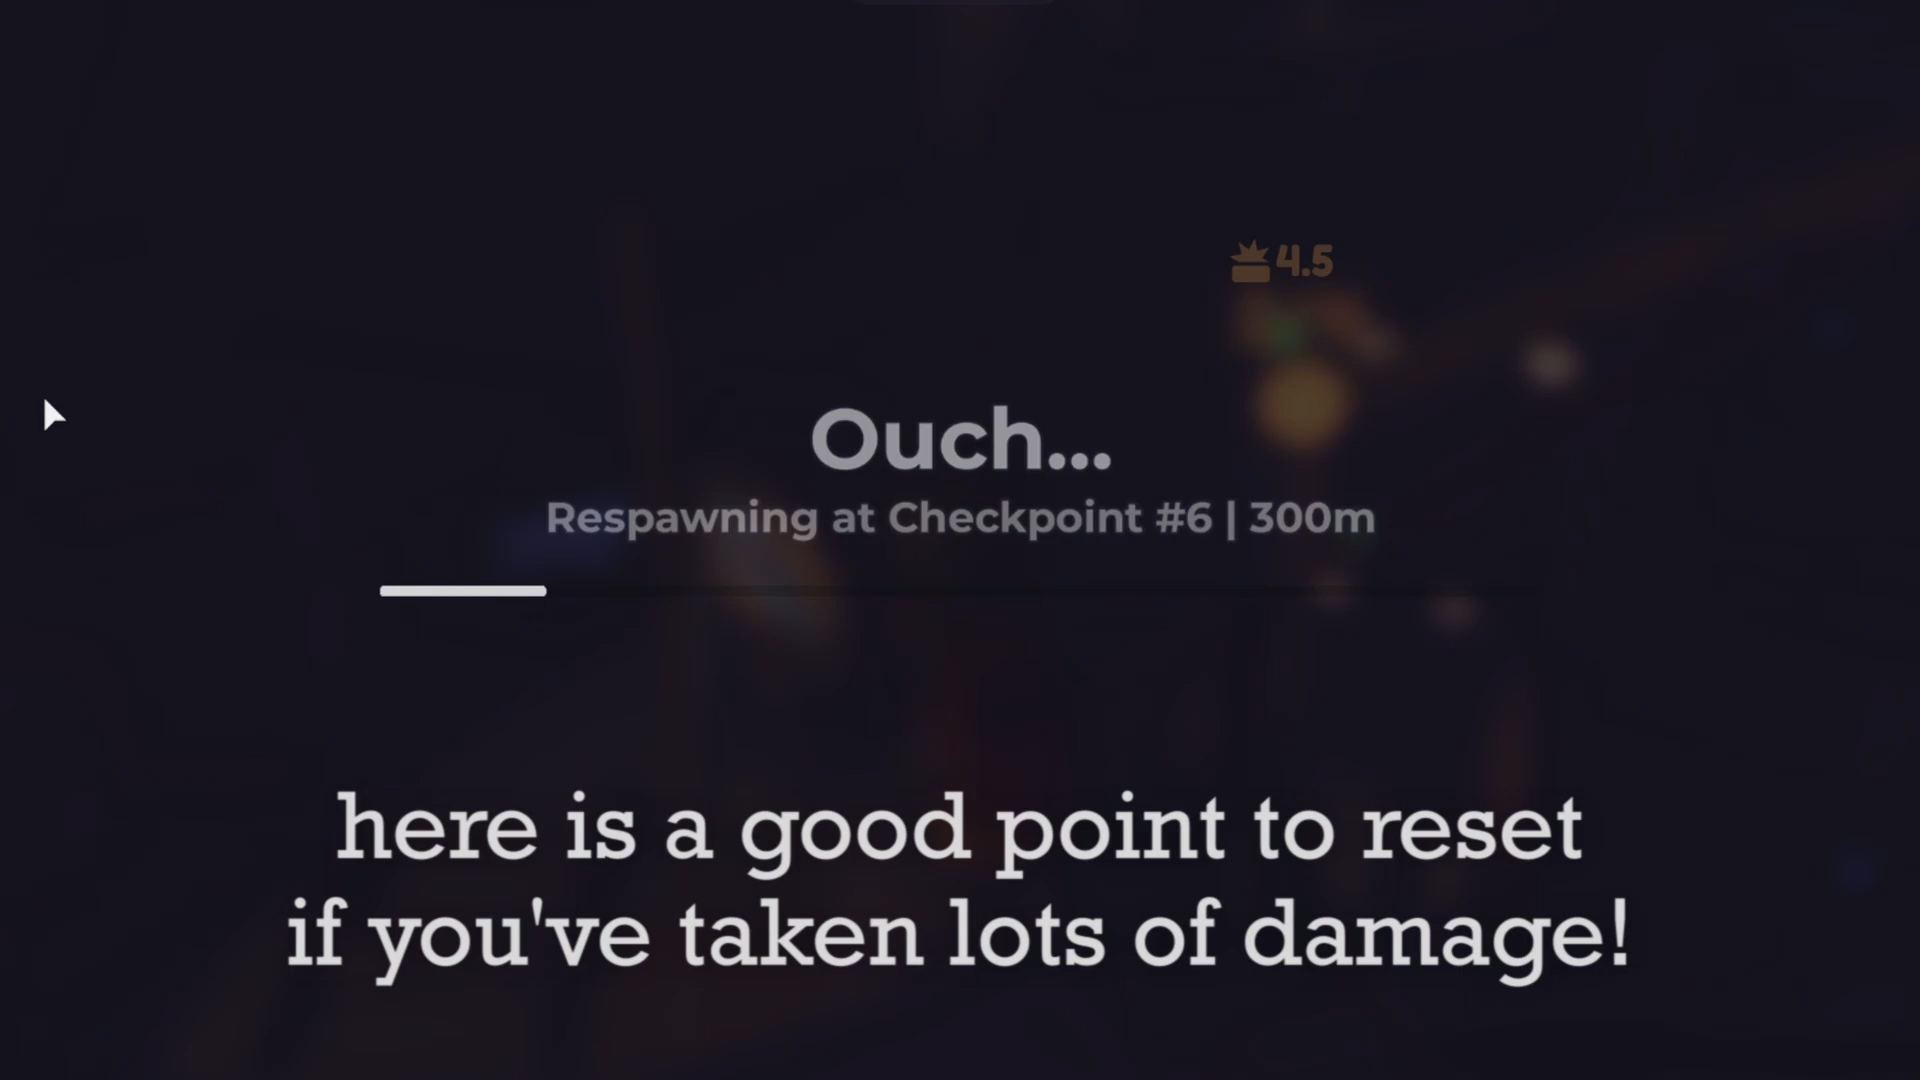 4.5
Ouch...
Respawning at Checkpoint #6 | 300m
here is a good point to reset
if you've taken lots of damage!